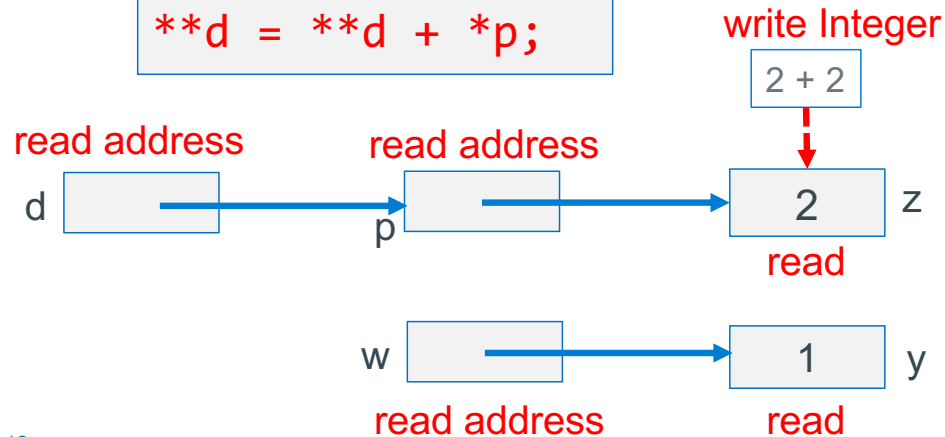 **d = **d + *p;
write Integer
2 + 2
read address
read address
d
p
2
z
read
w
1
y
read address
read